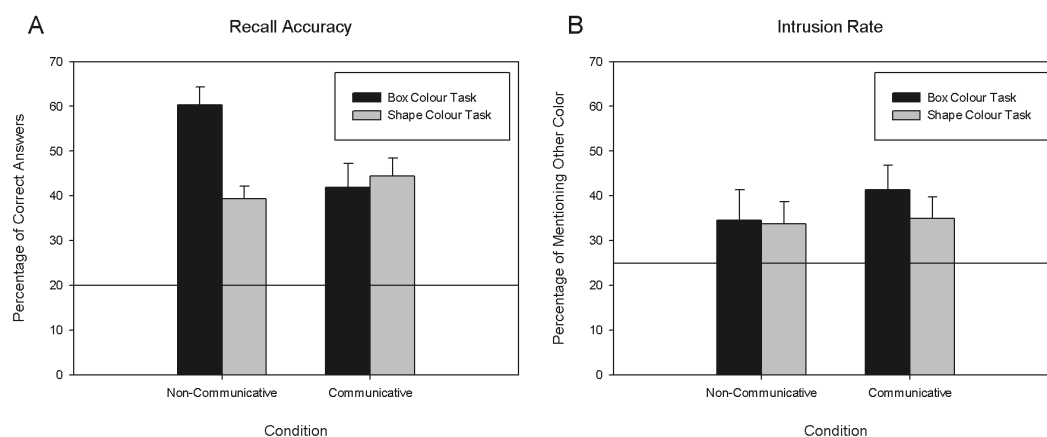 A
Recall Accuracy
Percentage of Correct Answers
70
60
50
40
30
20
10
0
Box Colour Task
Shape Colour Task
Non-Communicative
Communicative
Condition
B
Intrusion Rate
Percentage of Mentioning Other Color
70
60
50
40
30
20
10
0
Box Colour Task
Shape Colour Task
Non-Communicative
Communicative
Condition